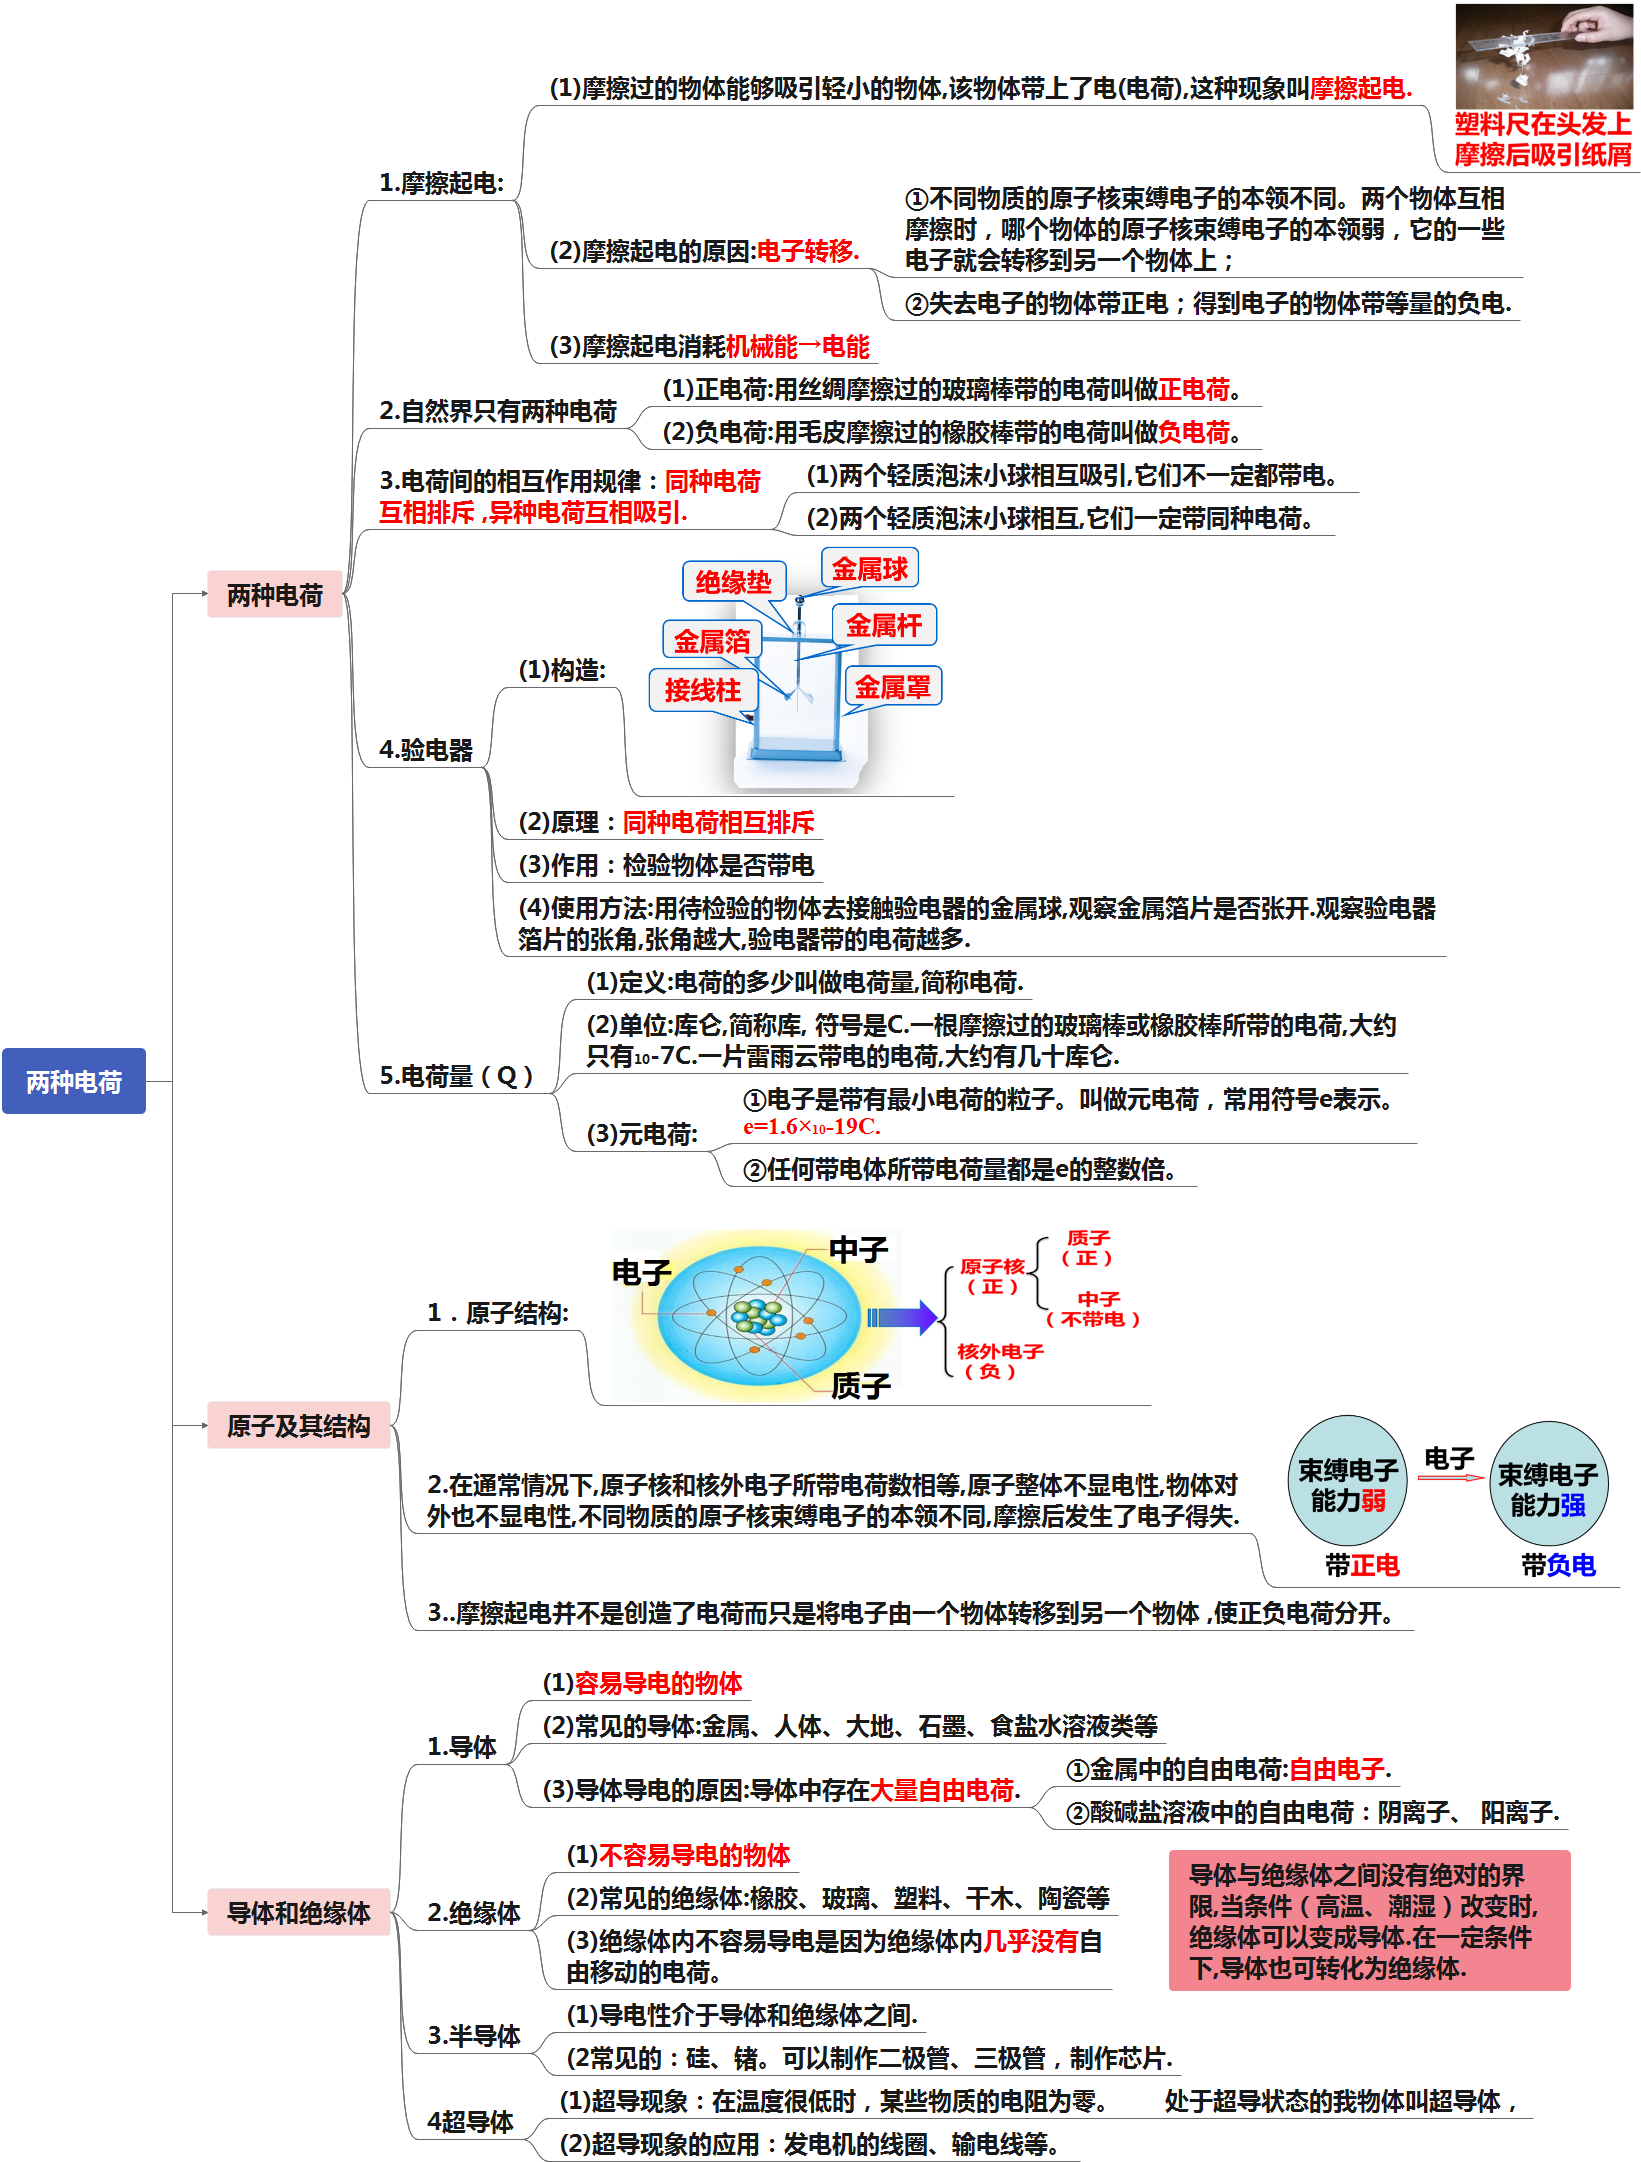 (1)摩擦过的物体能够吸引轻小的物体,该物体带上了电(电荷),这种现象叫摩擦起电.
塑料尺在头发上
摩擦后吸引纸屑
1.摩擦起电:
①不同物质的原子核束缚电子的本领不同。两个物体互相
摩擦时，哪个物体的原子核束缚电子的本领弱，它的一些
电子就会转移到另一个物体上；
(2)摩擦起电的原因:电子转移.
②失去电子的物体带正电；得到电子的物体带等量的负电.
(3)摩擦起电消耗机械能→电能
2.自然界只有两种电荷
(1)正电荷:用丝绸摩擦过的玻璃棒带的电荷叫做正电荷。
(2)负电荷:用毛皮摩擦过的橡胶棒带的电荷叫做负电荷。
3.电荷间的相互作用规律：同种电荷
互相排斥 ,异种电荷互相吸引.
(1)两个轻质泡沫小球相互吸引,它们不一定都带电。
(2)两个轻质泡沫小球相互,它们一定带同种电荷。
两种电荷
4.验电器
(1)构造:
绝缘垫
金属球
金属箔
金属杆
接线柱
金属罩
(2)原理：同种电荷相互排斥
(3)作用：检验物体是否带电
(4)使用方法:用待检验的物体去接触验电器的金属球,观察金属箔片是否张开.观察验电器
箔片的张角,张角越大,验电器带的电荷越多.
5.电荷量（Q）
(1)定义:电荷的多少叫做电荷量,简称电荷.
(2)单位:库仑,简称库, 符号是C.一根摩擦过的玻璃棒或橡胶棒所带的电荷,大约
只有10-7C.一片雷雨云带电的电荷,大约有几十库仑.
(3)元电荷:
①电子是带有最小电荷的粒子。叫做元电荷，常用符号e表示。
e=1.6×10-19C.
②任何带电体所带电荷量都是e的整数倍。
两种电荷
原子及其结构
1．原子结构:
电子
中子
质子
原子核
（正）
质子
（正）
中子
（不带电）
核外电子
（负）
2.在通常情况下,原子核和核外电子所带电荷数相等,原子整体不显电性,物体对
外也不显电性,不同物质的原子核束缚电子的本领不同,摩擦后发生了电子得失.
束缚电子
能力弱
电子
束缚电子
能力强
带正电
带负电
3..摩擦起电并不是创造了电荷而只是将电子由一个物体转移到另一个物体 ,使正负电荷分开。
导体和绝缘体
1.导体
(1)容易导电的物体
(2)常见的导体:金属、人体、大地、石墨、食盐水溶液类等
(3)导体导电的原因:导体中存在大量自由电荷.
①金属中的自由电荷:自由电子.
②酸碱盐溶液中的自由电荷：阴离子、 阳离子.
2.绝缘体
(1)不容易导电的物体
(2)常见的绝缘体:橡胶、玻璃、塑料、干木、陶瓷等
(3)绝缘体内不容易导电是因为绝缘体内几乎没有自
由移动的电荷。
导体与绝缘体之间没有绝对的界
限,当条件（高温、潮湿）改变时,
绝缘体可以变成导体.在一定条件
下,导体也可转化为绝缘体.
3.半导体
(1)导电性介于导体和绝缘体之间.
(2常见的：硅、锗。可以制作二极管、三极管，制作芯片.
4超导体
(1)超导现象：在温度很低时，某些物质的电阻为零。 处于超导状态的我物体叫超导体，
(2)超导现象的应用：发电机的线圈、输电线等。